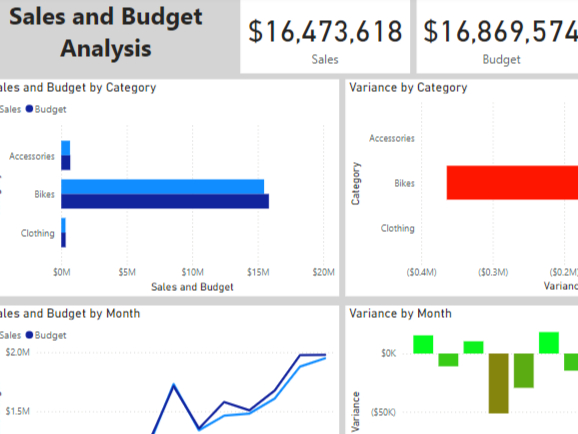 Sales and Budget
Analysis
$16,473,618
Sales
$16,869,574
Budget
ales and Budget by Category
Sales Budget
Accessories
Bikes
Clothing
$0M $5M $10M $15M $20M
Sales and Budget
Variance by Category
Category
Accessories
Bikes
Clothing
($0.4M) ($0.3M) ($0.2M)
Varianc
ales and Budget by Month
Sales Budget
$2.0M
$1.5M
Variance by Month
Variance
$0K
($50K)